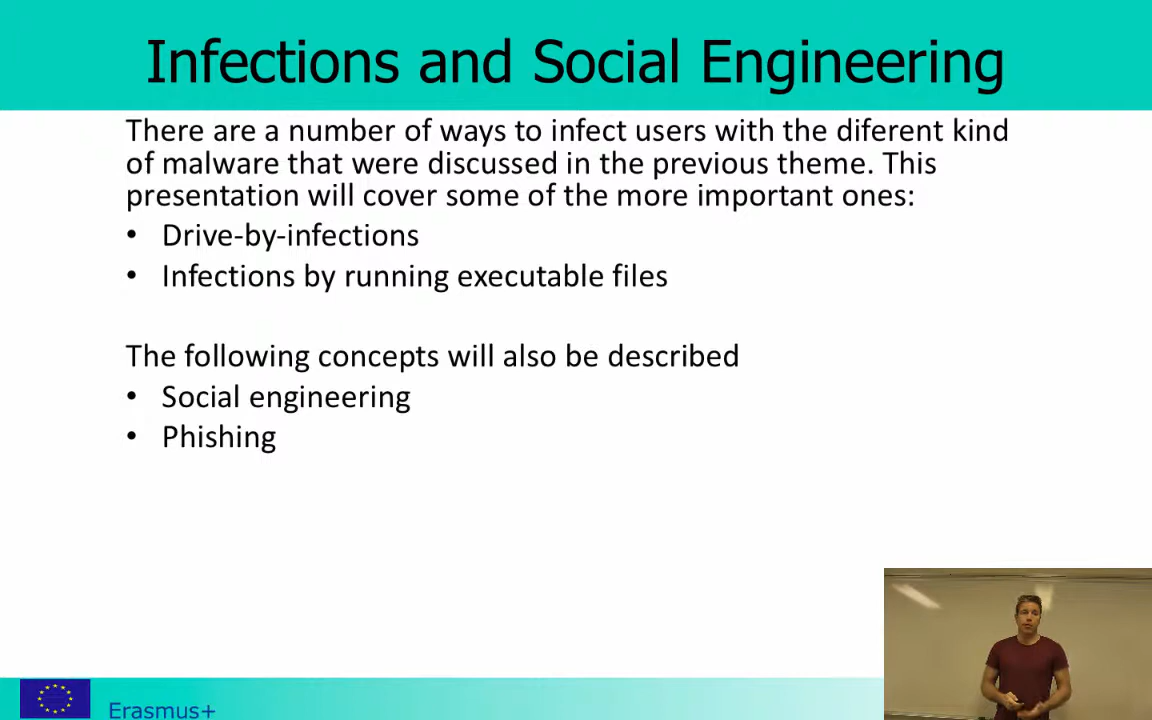 Infections and Social Engineering
There are a number of ways to infect users with the diferent kind
of malware that were discussed in the previous theme. This
presentation will cover some of the more important ones:
• Drive-by-infections
• Infections by running executable files
The following concepts will also be described
• Social engineering
• Phishing
Erasmus+